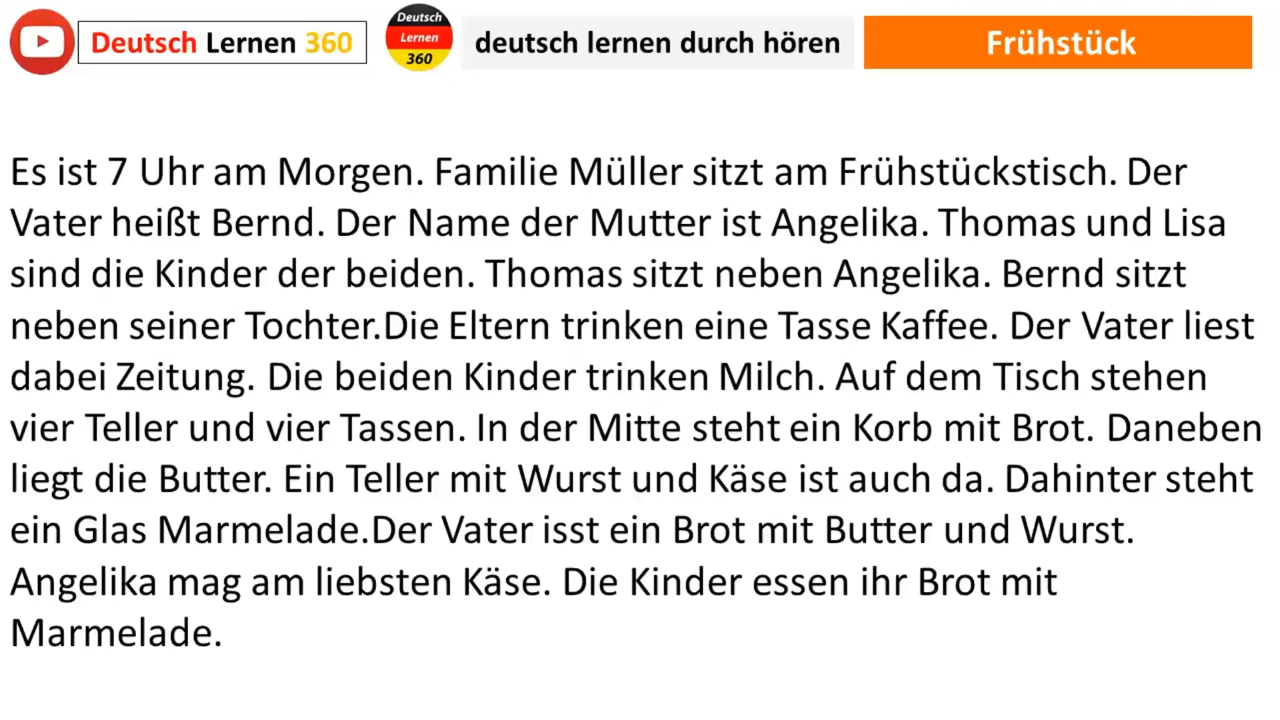 Deutsch Lernen 360
Deutsch
Lernen
360
deutsch lernen durch hören
Frühstück
Es ist 7 Uhr am Morgen. Familie Müller sitzt am Frühstückstisch. Der
Vater heißt Bernd. Der Name der Mutter ist Angelika. Thomas und Lisa
sind die Kinder der beiden. Thomas sitzt neben Angelika. Bernd sitzt
neben seiner Tochter.Die Eltern trinken eine Tasse Kaffee. Der Vater liest
dabei Zeitung. Die beiden Kinder trinken Milch. Auf dem Tisch stehen
vier Teller und vier Tassen. In der Mitte steht ein Korb mit Brot. Daneben
liegt die Butter. Ein Teller mit Wurst und Käse ist auch da. Dahinter steht
ein Glas Marmelade.Der Vater isst ein Brot mit Butter und Wurst.
Angelika mag am liebsten Käse. Die Kinder essen ihr Brot mit
Marmelade.